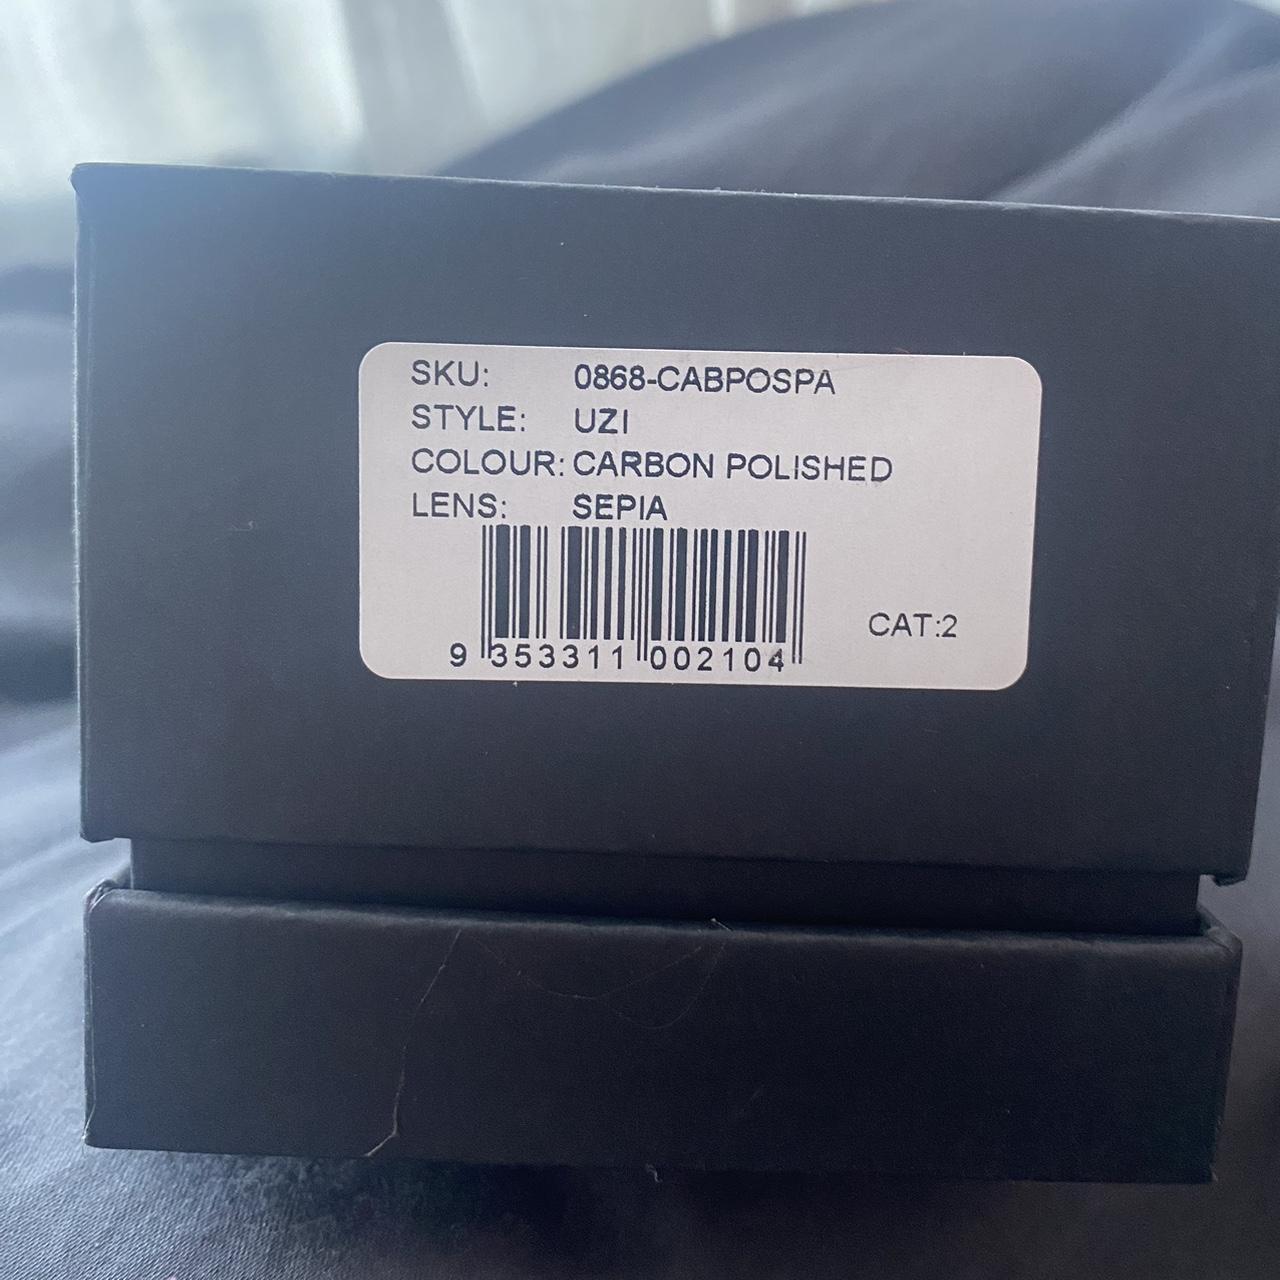 SKU: 0868-CABPOSPA
STYLE: UZI
COLOUR: CARBON POLISHED
LENS: SEPIA
CAT:2
9 353311 002104